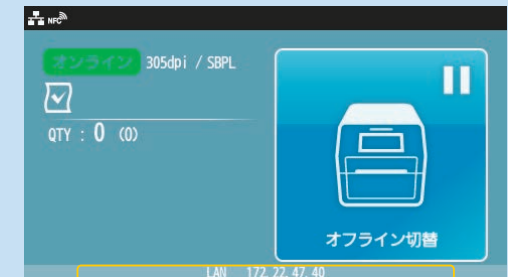 NFC
オンライン 305dpi / SBPL
QTY : 0 (0)
オフライン切替
LAN 172.22.47.40